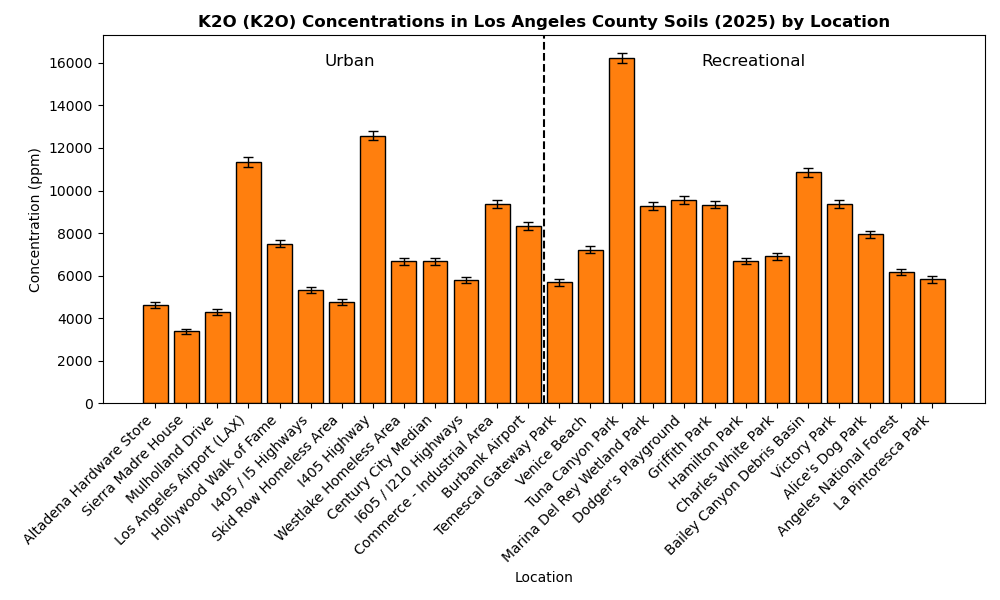 K2O (K2O) Concentrations in Los Angeles County Soils (2025) by Location
Urban
Recreational
Concentration (ppm)
16000
14000
12000
10000
8000
6000
4000
2000
0
Altadena Hardware Store
Sierra Madre House
Mulholland Drive
Los Angeles Airport (LAX)
Hollywood Walk of Fame
I405 / I5 Highways
Skid Row Homeless Area
I405 Highway
Westlake Homeless Area
Century City Median
I605 / I210 Highways
Commerce - Industrial Area
Burbank Airport
Temescal Gateway Park
Venice Beach
Tuna Canyon Park
Marina Del Rey Wetland Park
Dodger's Playground
Griffith Park
Hamilton Park
Charles White Park
Bailey Canyon Debris Basin
Victory Park
Alice's Dog Park
Angeles National Forest
La Pintoresca Park
Location